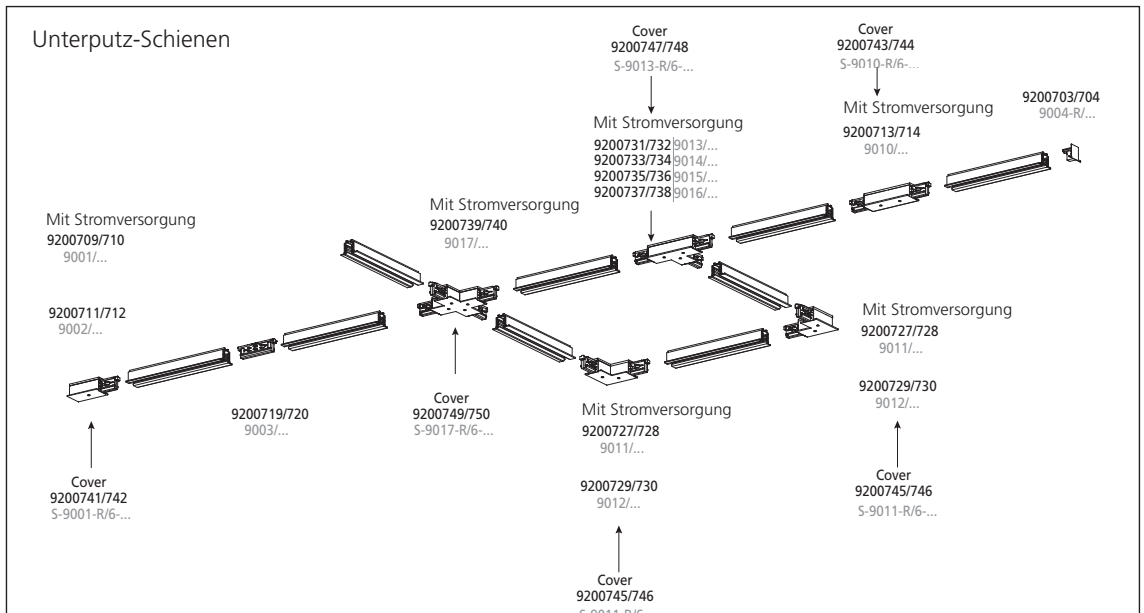 Unterputz-Schienen
Cover
9200747/748
S-9013-R/6-...
Cover
9200743/744
S-9010-R/6-...
Mit Stromversorgung
9200731/732 9013/...
9200733/734 9014/...
9200735/736 9015/...
9200737/738 9016/...
Mit Stromversorgung
9200713/714
9010/...
9200703/704
9004-R/...
Mit Stromversorgung
9200709/710
9001/...
9200711/712
9002/...
Mit Stromversorgung
9200739/740
9017/...
Mit Stromversorgung
9200727/728
9011/...
9200729/730
9012/...
9200719/720
9003/...
Cover
9200749/750
S-9017-R/6-...
Mit Stromversorgung
9200727/728
9011/...
9200729/730
9012/...
Cover
9200741/742
S-9001-R/6-...
Cover
9200745/746
S-9011-R/6-...
Cover
9200745/746
S-9011-R/6-...